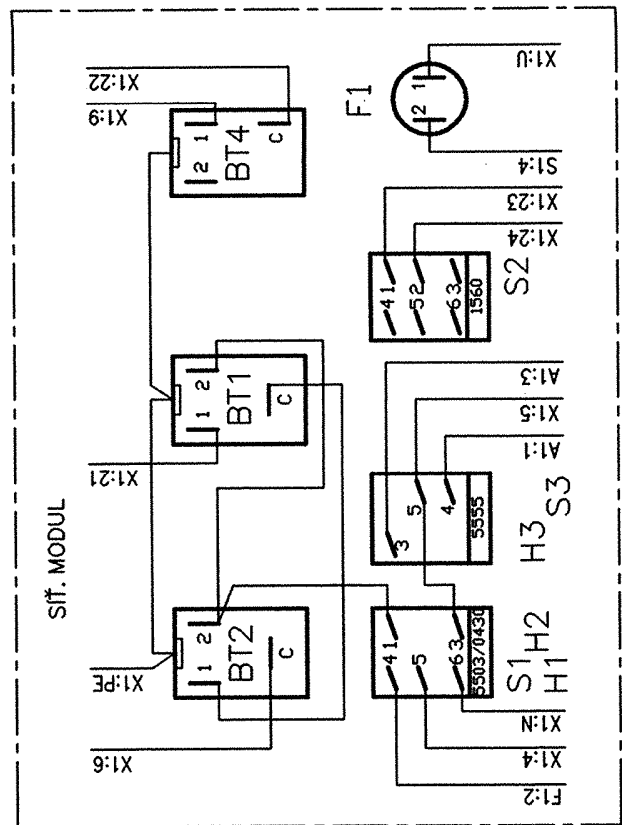 SÍŤ. MODUL
X1:22
X1:9
X1:21
X1:PE
X1:6
1
2
C
BT4
1
2
C
BT1
1
2
C
BT2
F1
1
2
X1:U
S1:4
X1:23
X1:24
41
52
63
1560
S2
A1:3
X1:5
A1:1
3
5
4
5555
H3
S3
41
5
63
5503/0430
S1
H2
H1
X1:N
X1:4
F1:2